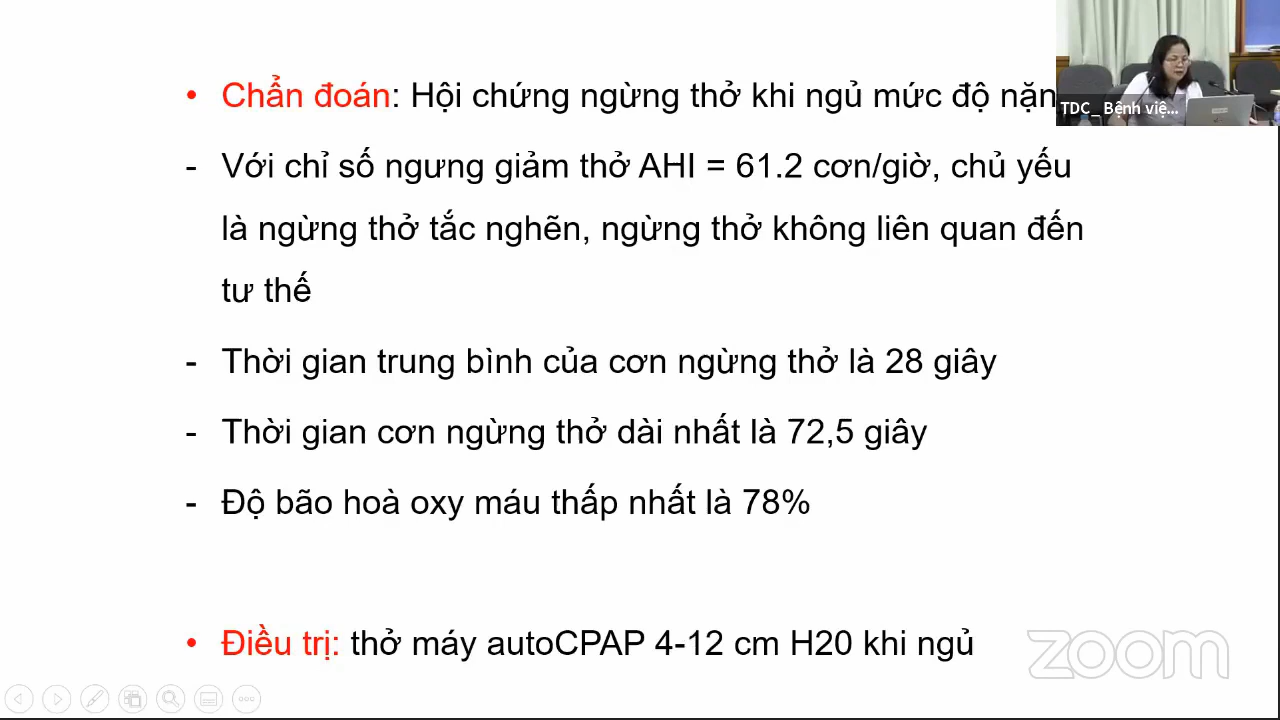 • Chẩn đoán: Hội chứng ngừng thở khi ngủ mức độ nặn
TDC_ Bệnh việ...
- Với chỉ số ngưng giảm thở AHI = 61.2 cơn/giờ, chủ yếu
là ngừng thở tắc nghẽn, ngừng thở không liên quan đến
tư thế
- Thời gian trung bình của cơn ngừng thở là 28 giây
- Thời gian cơn ngừng thở dài nhất là 72,5 giây
- Độ bão hoà oxy máu thấp nhất là 78%
• Điều trị: thở máy autoCPAP 4-12 cm H20 khi ngủ
zoom